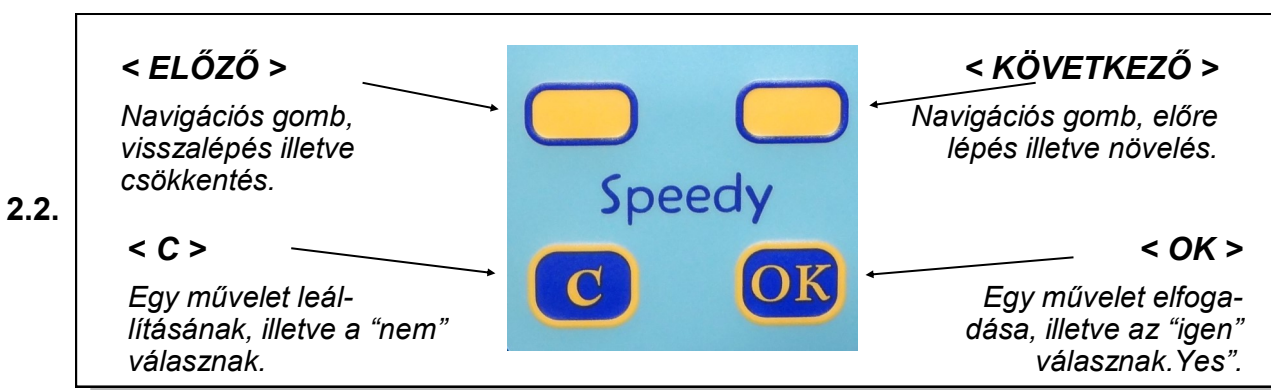 2.2.
< ELŐZŐ >
Navigációs gomb,
visszalépés illetve
csökkentés.
< KÖVETKEZŐ >
Navigációs gomb, előre
lépés illetve növelés.
Speedy
< C >
Egy művelet leál-
lításának, illetve a “nem”
válasznak.
C
OK
< OK >
Egy művelet elfoga-
dása, illetve az “igen”
válasznak.Yes”.